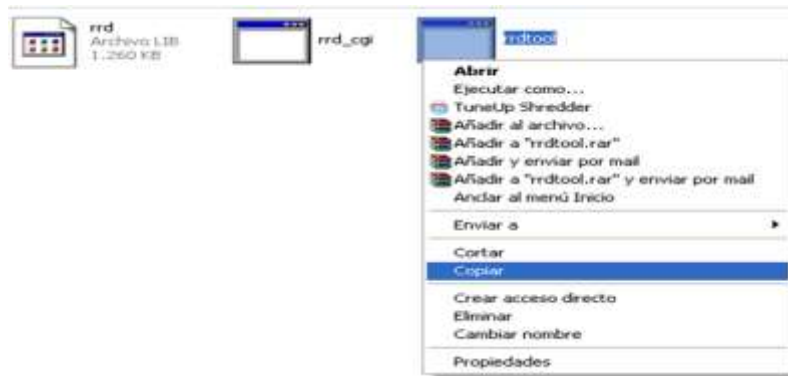 rrd
Archivo LIB
1.260 KB
rrd_cgi
rrdtool
Abrir
Ejecutar como...
TuneUp Shredder
Añadir al archivo...
Añadir a "rrdtool.rar"
Añadir y enviar por mail
Añadir a "rrdtool.rar" y enviar por mail
Anclar al menú Inicio
Enviar a
Cortar
Copiar
Crear acceso directo
Eliminar
Cambiar nombre
Propiedades